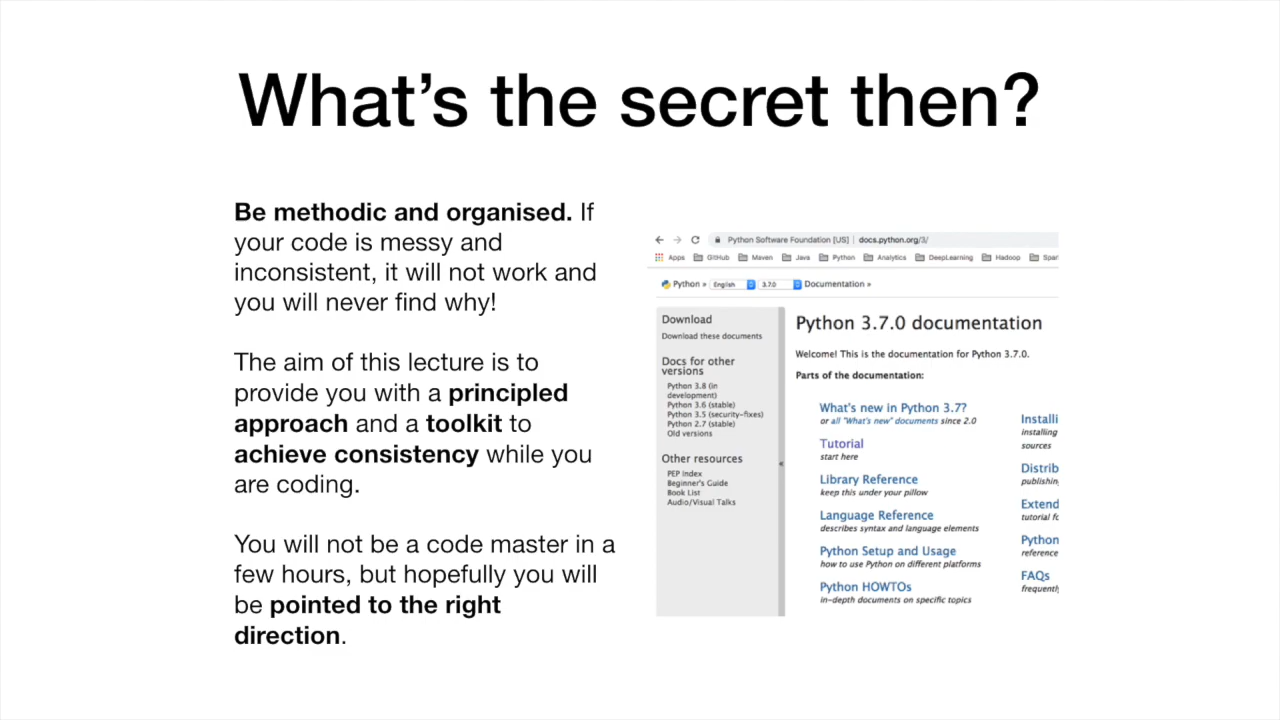 What's the secret then?
Be methodic and organised. If
your code is messy and
inconsistent, it will not work and
you will never find why!
The aim of this lecture is to
provide you with a principled
approach and a toolkit to
achieve consistency while you
are coding.
You will not be a code master in a
few hours, but hopefully you will
be pointed to the right
direction.
Python Software Foundation [US] | docs.python.org/3/
Apps GitHub Maven Java Python Analytics DeepLearning Hadoop Spar
Python » English 3.7.0 Documentation »
Download
Download these documents
Docs for other
versions
Python 3.8 (in
development)
Python 3.6 (stable)
Python 3.5 (security-fixes)
Python 2.7 (stable)
Old versions
Other resources
PEP Index
Beginner's Guide
Book List
Audio/Visual Talks
«
Python 3.7.0 documentation
Welcome! This is the documentation for Python 3.7.0.
Parts of the documentation:
What's new in Python 3.7?
or all "What's new" documents since 2.0
Tutorial
start here
Library Reference
keep this under your pillow
Language Reference
describes syntax and language elements
Python Setup and Usage
how to use Python on different platforms
Python HOWTOs
in-depth documents on specific topics
Installi
installing
sources
Distrib
publishing
Extend
tutorial fo
Python
reference
FAQs
frequentl